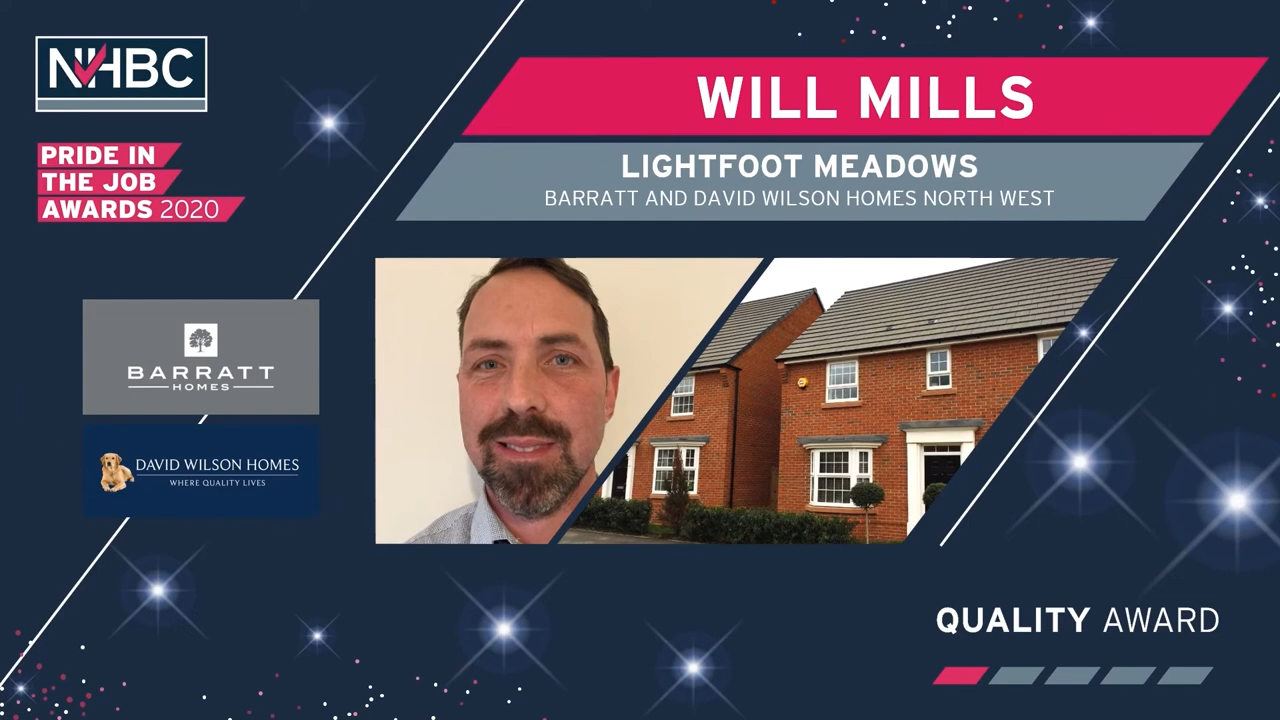 NHBC
PRIDE IN
THE JOB
AWARDS 2020
WILL MILLS
LIGHTFOOT MEADOWS
BARRATT AND DAVID WILSON HOMES NORTH WEST
BARRATT
HOMES
DAVID WILSON HOMES
WHERE QUALITY LIVES
QUALITY AWARD